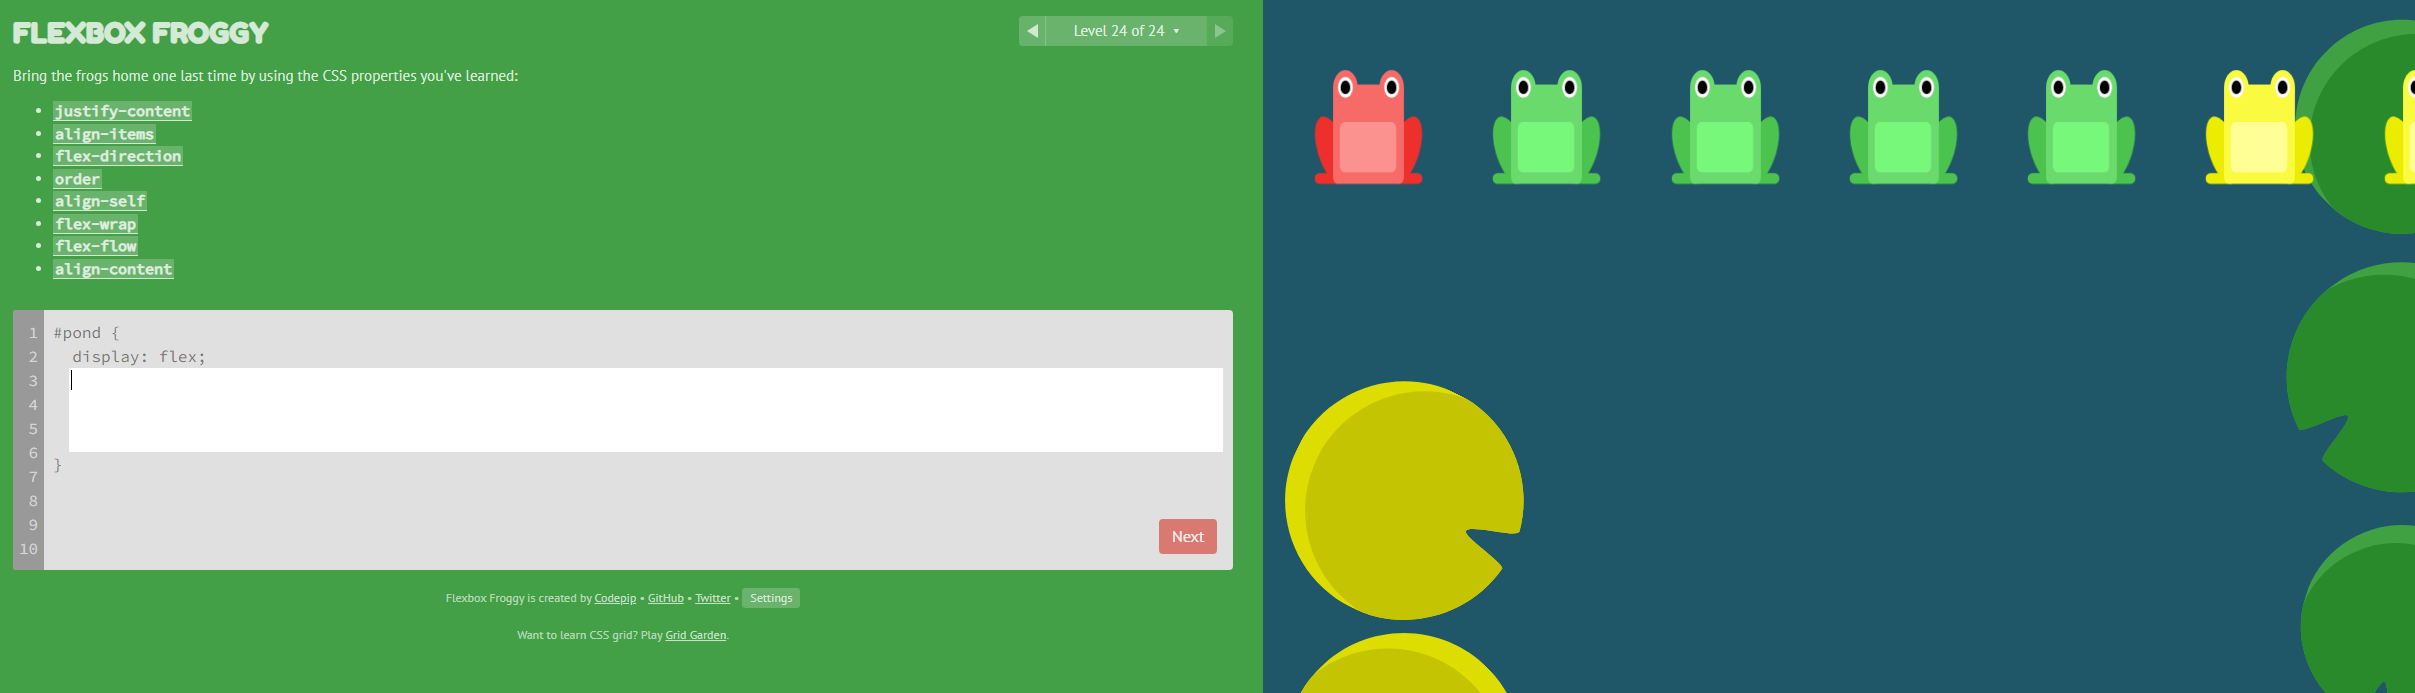 FLEXBOX FROGGY
Level 24 of 24
Bring the frogs home one last time by using the CSS properties you've learned:
justify-content
align-items
flex-direction
order
align-self
flex-wrap
flex-flow
align-content
1 #pond {
2 display: flex;
3
4
5
6 }
7
8
9
10
Next
Flexbox Froggy is created by Codepip • GitHub • Twitter • Settings
Want to learn CSS grid? Play Grid Garden.